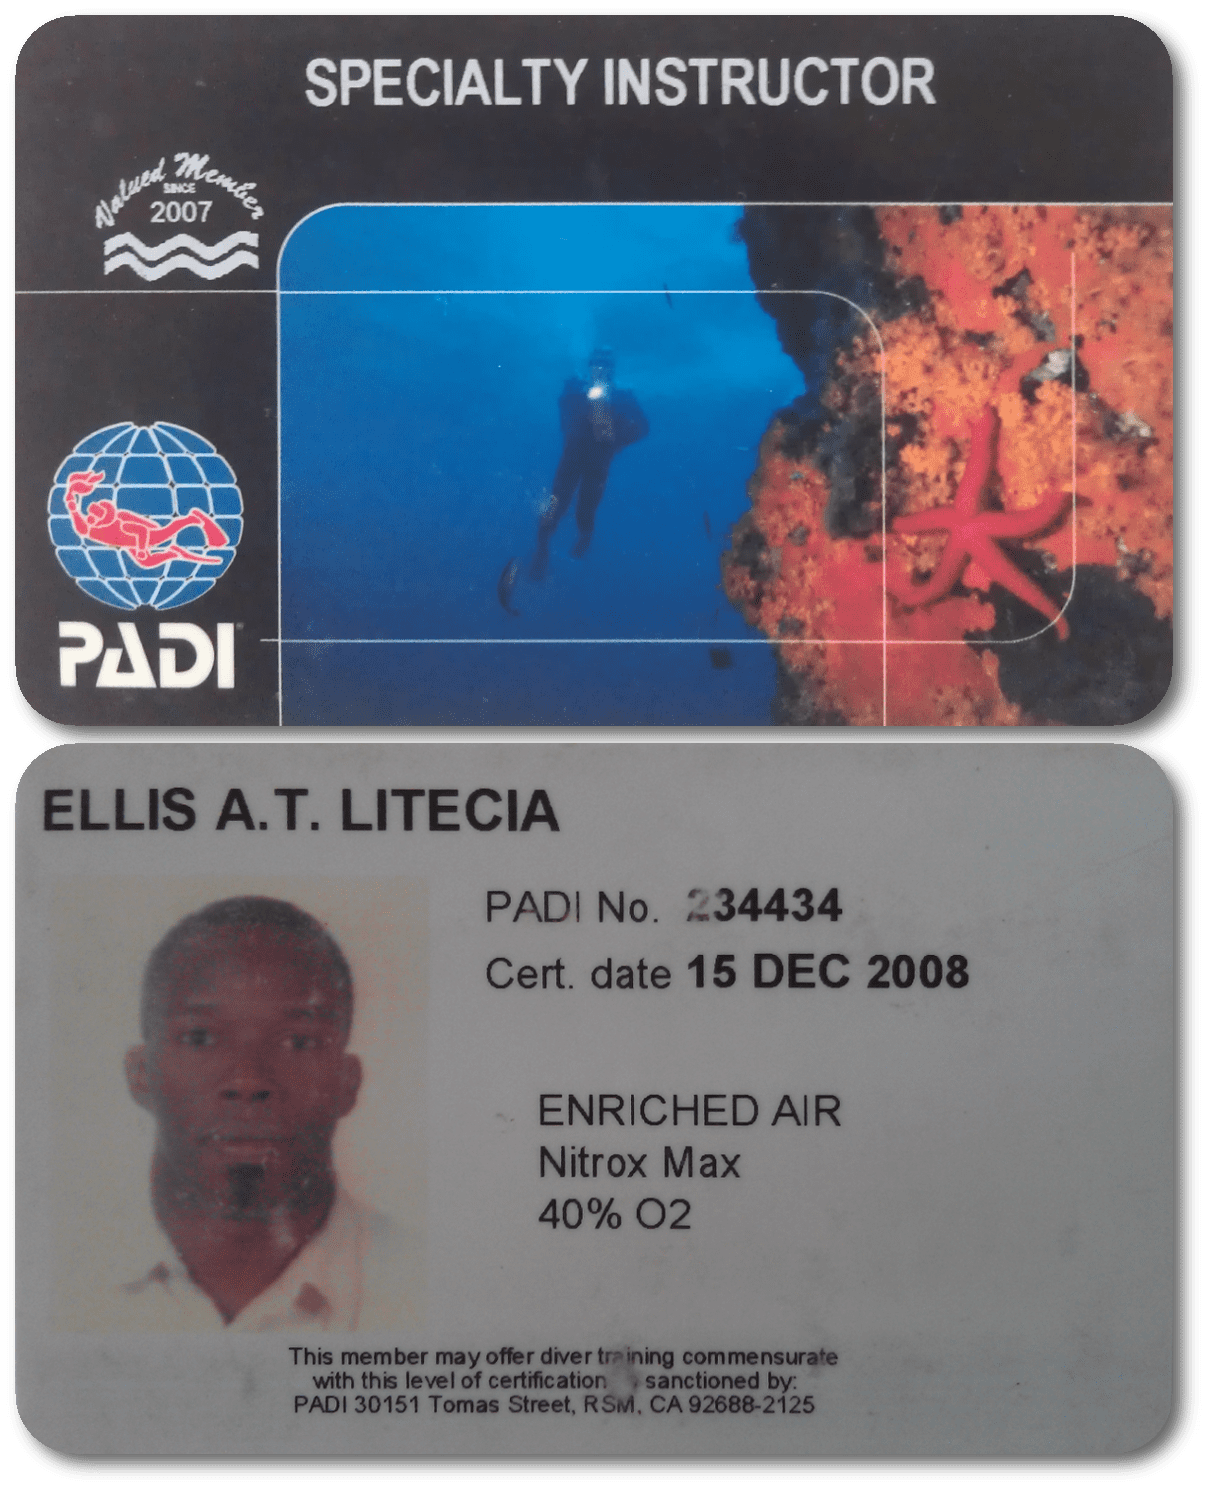 SPECIALTY INSTRUCTOR
Valued Member
SINCE
2007
PADI
ELLIS A.T. LITECIA
PADI No. 234434
Cert. date 15 DEC 2008
ENRICHED AIR
Nitrox Max
40% O2
This member may offer diver training commensurate
with this level of certification sanctioned by:
PADI 30151 Tomas Street, RSM, CA 92688-2125